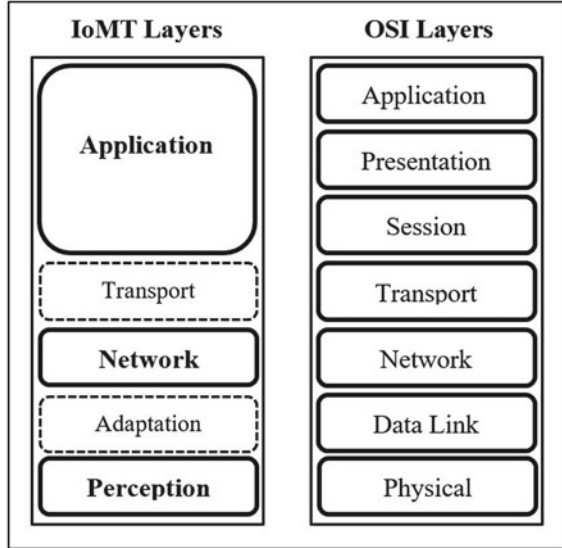 IoMT Layers
Application
Transport
Network
Adaptation
Perception
OSI Layers
Application
Presentation
Session
Transport
Network
Data Link
Physical